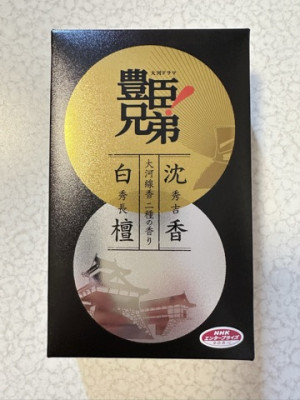 大河ドラマ
豊臣兄弟!
沈香
秀吉
大河線香 二種の香り
白檀
秀長
NHK
エンタープライズ